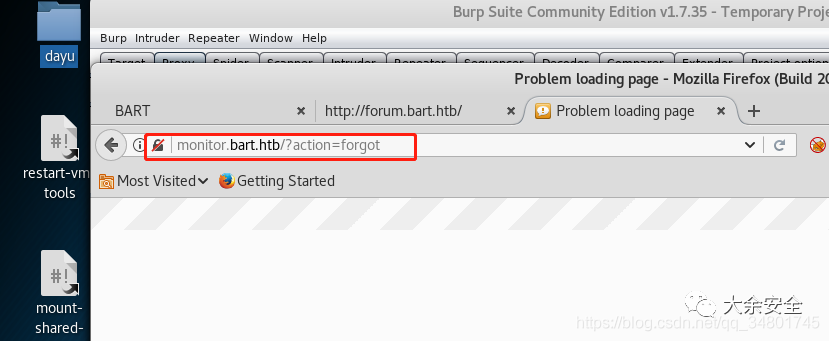 dayu
restart-vm
tools
mount-
shared-
Burp Suite Community Edition v1.7.35 - Temporary Proje
Burp Intruder Repeater Window Help
Target Proxy Spider Scanner Intruder Repeater Sequencer Decoder Comparer Extender Project option
Problem loading page - Mozilla Firefox (Build 20
BART
http://forum.bart.htb/
Problem loading page
monitor.bart.htb/?action=forgot
Most Visited
Getting Started
大余安全
https://blog.csdn.net/qq_34801745